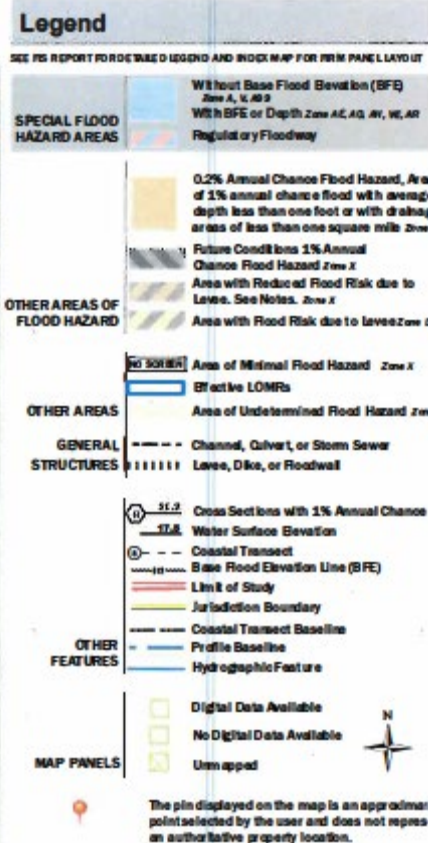 Legend
SEE FIS REPORT FOR DETAILED LEGEND AND INDEX MAP FOR FIRM PANEL LAYOUT
SPECIAL FLOOD
HAZARD AREAS
Without Base Flood Elevation (BFE)
Zone A, V, A99
With BFE or Depth Zone AE, AO, AH, VE, AR
Regulatory Floodway
0.2% Annual Chance Flood Hazard, Area
of 1% annual chance flood with average
depth less than one foot or with drainag
areas of less than one square mile Zone
Future Conditions 1% Annual
Chance Flood Hazard Zone X
Area with Reduced Flood Risk due to
Levee. See Notes. Zone X
Area with Flood Risk due to Levee Zone D
OTHER AREAS OF
FLOOD HAZARD
NO SCREEN Area of Minimal Flood Hazard Zone X
Effective LOMRs
OTHER AREAS Area of Undetermined Flood Hazard Zon
GENERAL Channel, Culvert, or Storm Sewer
STRUCTURES Levee, Dike, or Floodwall
Cross Sections with 1% Annual Chance
17.5 Water Surface Elevation
Coastal Transect
Base Flood Elevation Line (BFE)
Limit of Study
Jurisdiction Boundary
Coastal Transect Baseline
OTHER
FEATURES
Profile Baseline
Hydrographic Feature
Digital Data Available
No Digital Data Available
MAP PANELS Unmapped
N
The pin displayed on the map is an approximat
point selected by the user and does not repres
an authoritative property location.